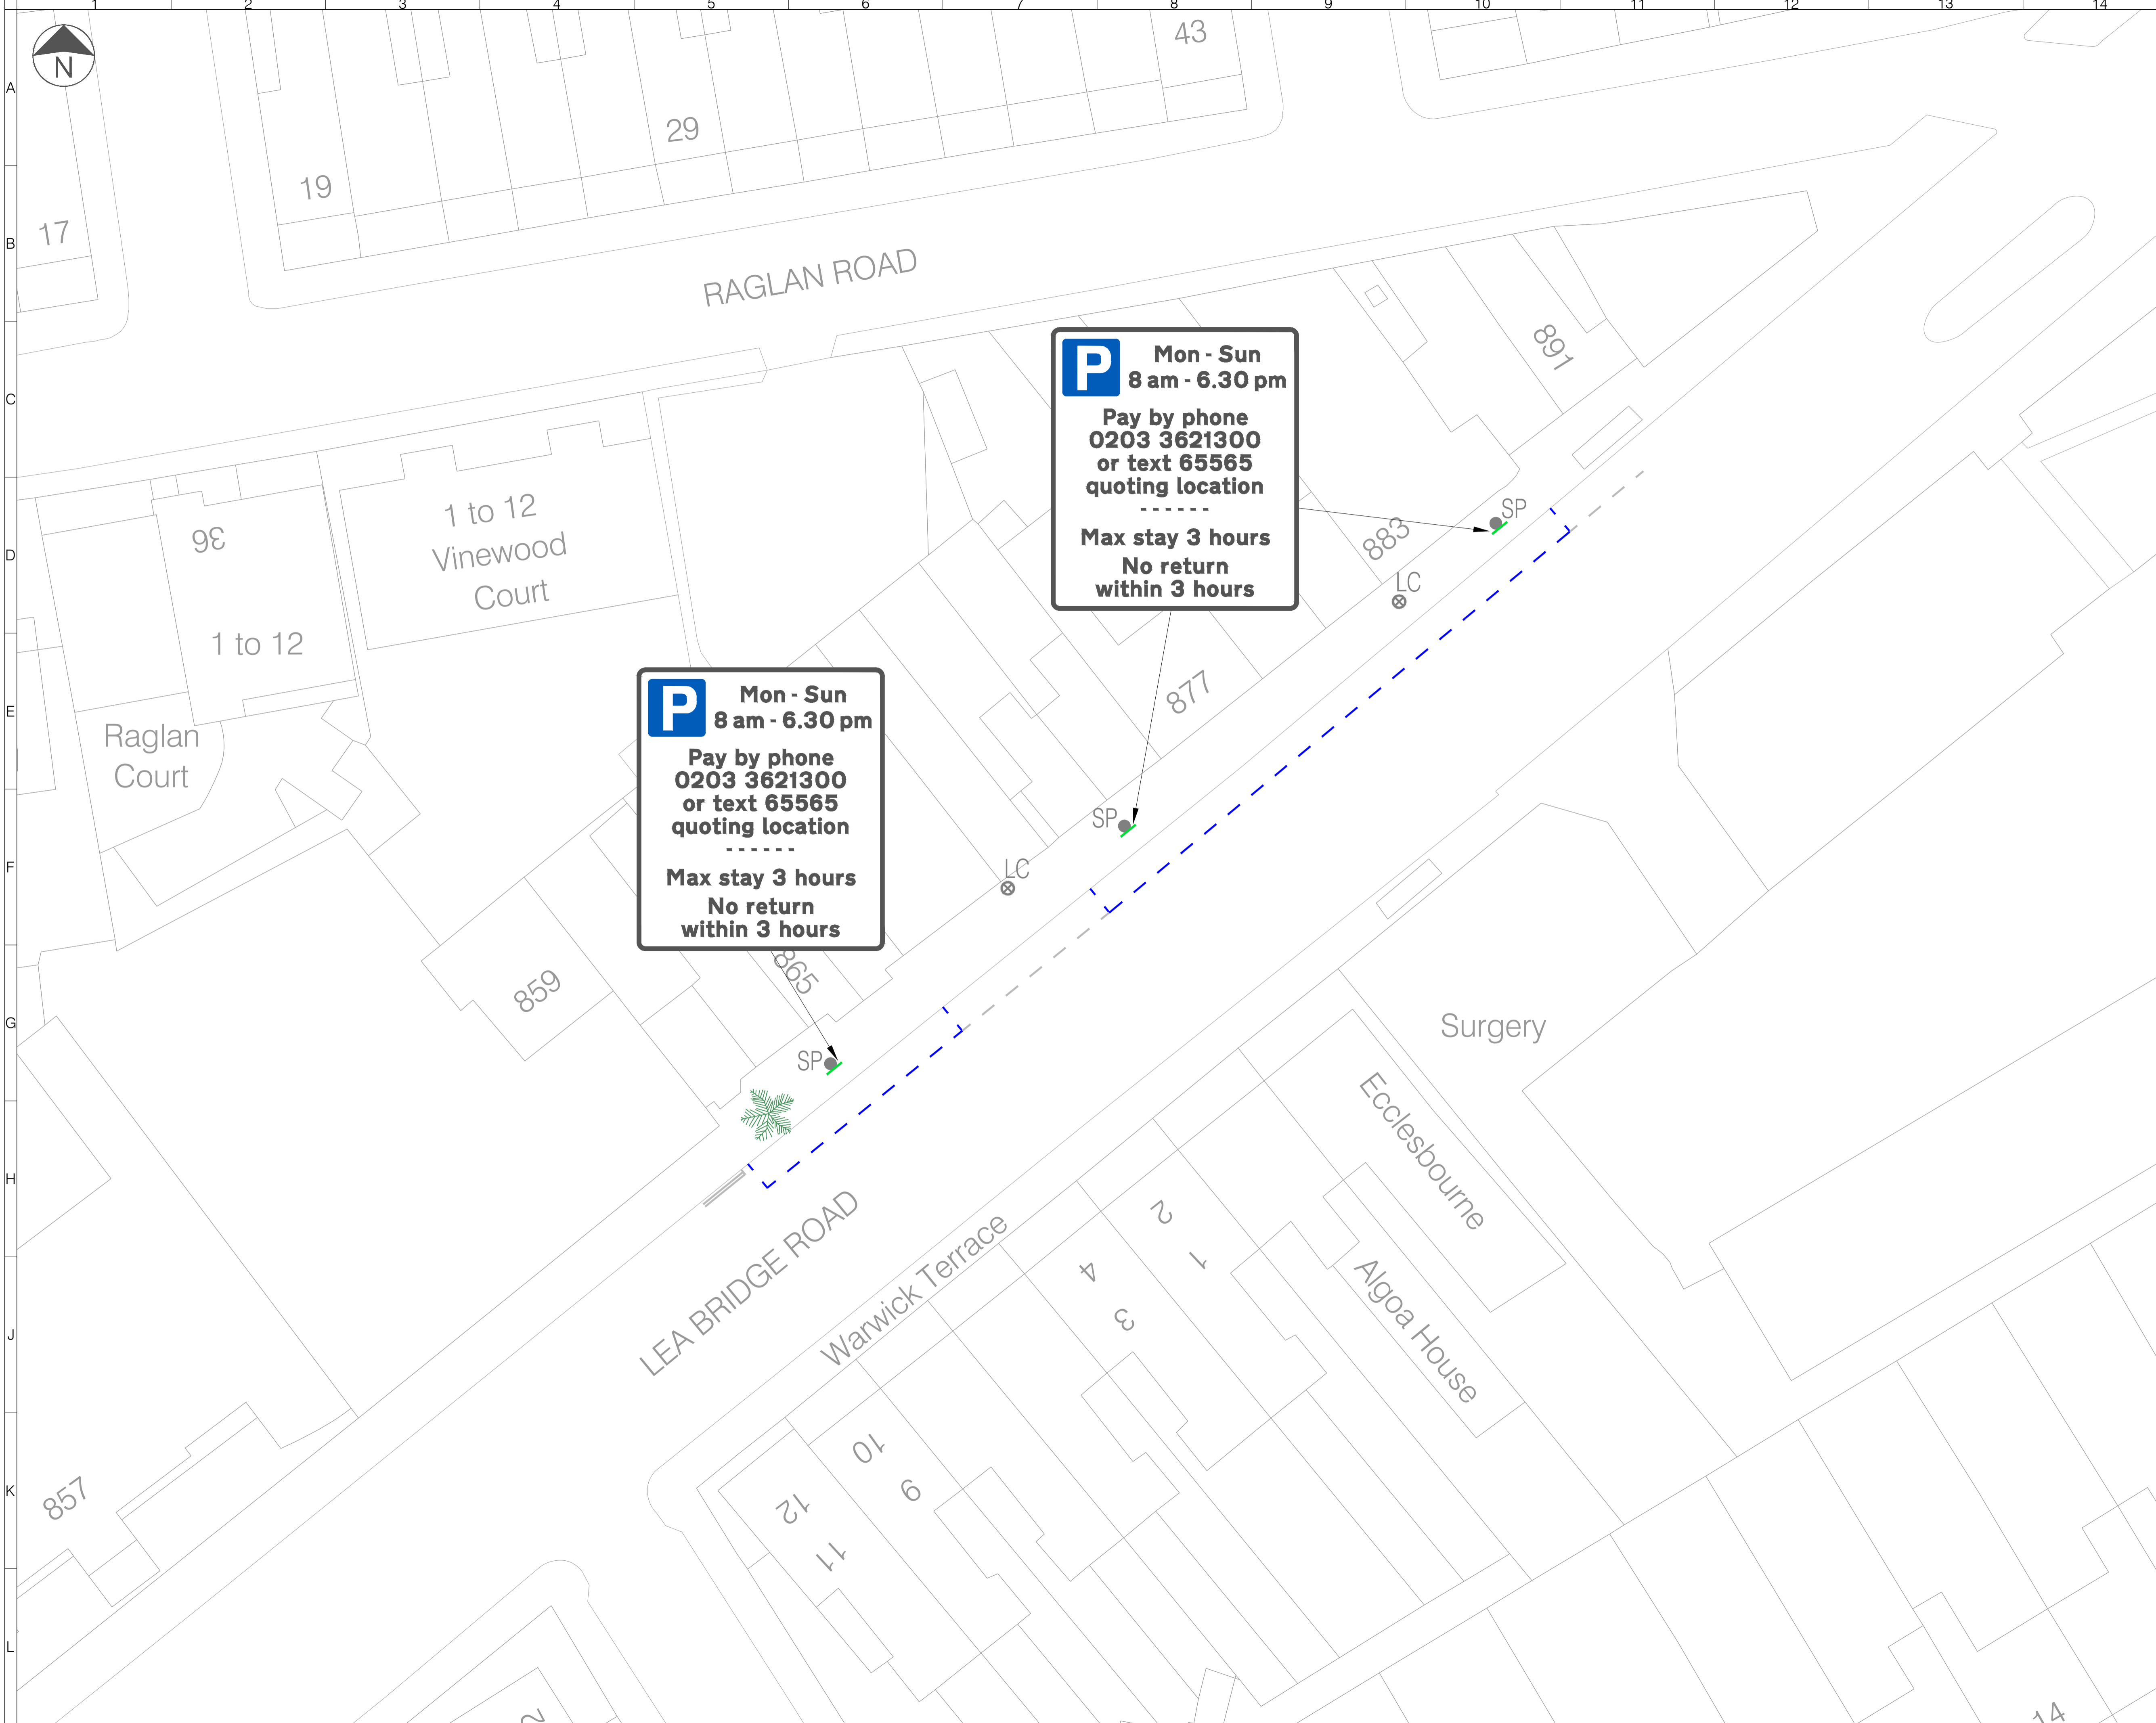 1 2 3 4 5 6 7 8 9 10 11 12 13 14
A
B
C
D
E
F
G
H
J
K
L
N
43
29
19
17
RAGLAN ROAD
891
P
Mon - Sun
8 am - 6.30 pm
Pay by phone
0203 3621300
or text 65565
quoting location
- - - - - -
Max stay 3 hours
No return
within 3 hours
SP
883
LC
36
1 to 12
Vinewood
Court
1 to 12
Raglan
Court
877
P
Mon - Sun
8 am - 6.30 pm
Pay by phone
0203 3621300
or text 65565
quoting location
- - - - - -
Max stay 3 hours
No return
within 3 hours
SP
LC
865
859
SP
Surgery
Ecclesbourne
LEA BRIDGE ROAD
Warwick Terrace
2
1
4
3
Algoa House
10
9
12
11
857
2
14